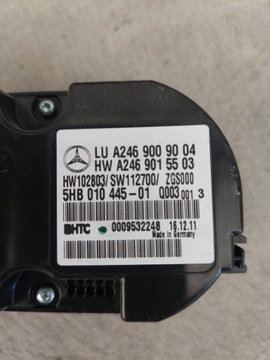 LU A246 900 90 04
HW A246 901 55 03
HW102803/ SW112700/ ZGS000
5HB 010 445-01 0003 001 3
BHTC 0009532248 16.12.11
Made in Germany